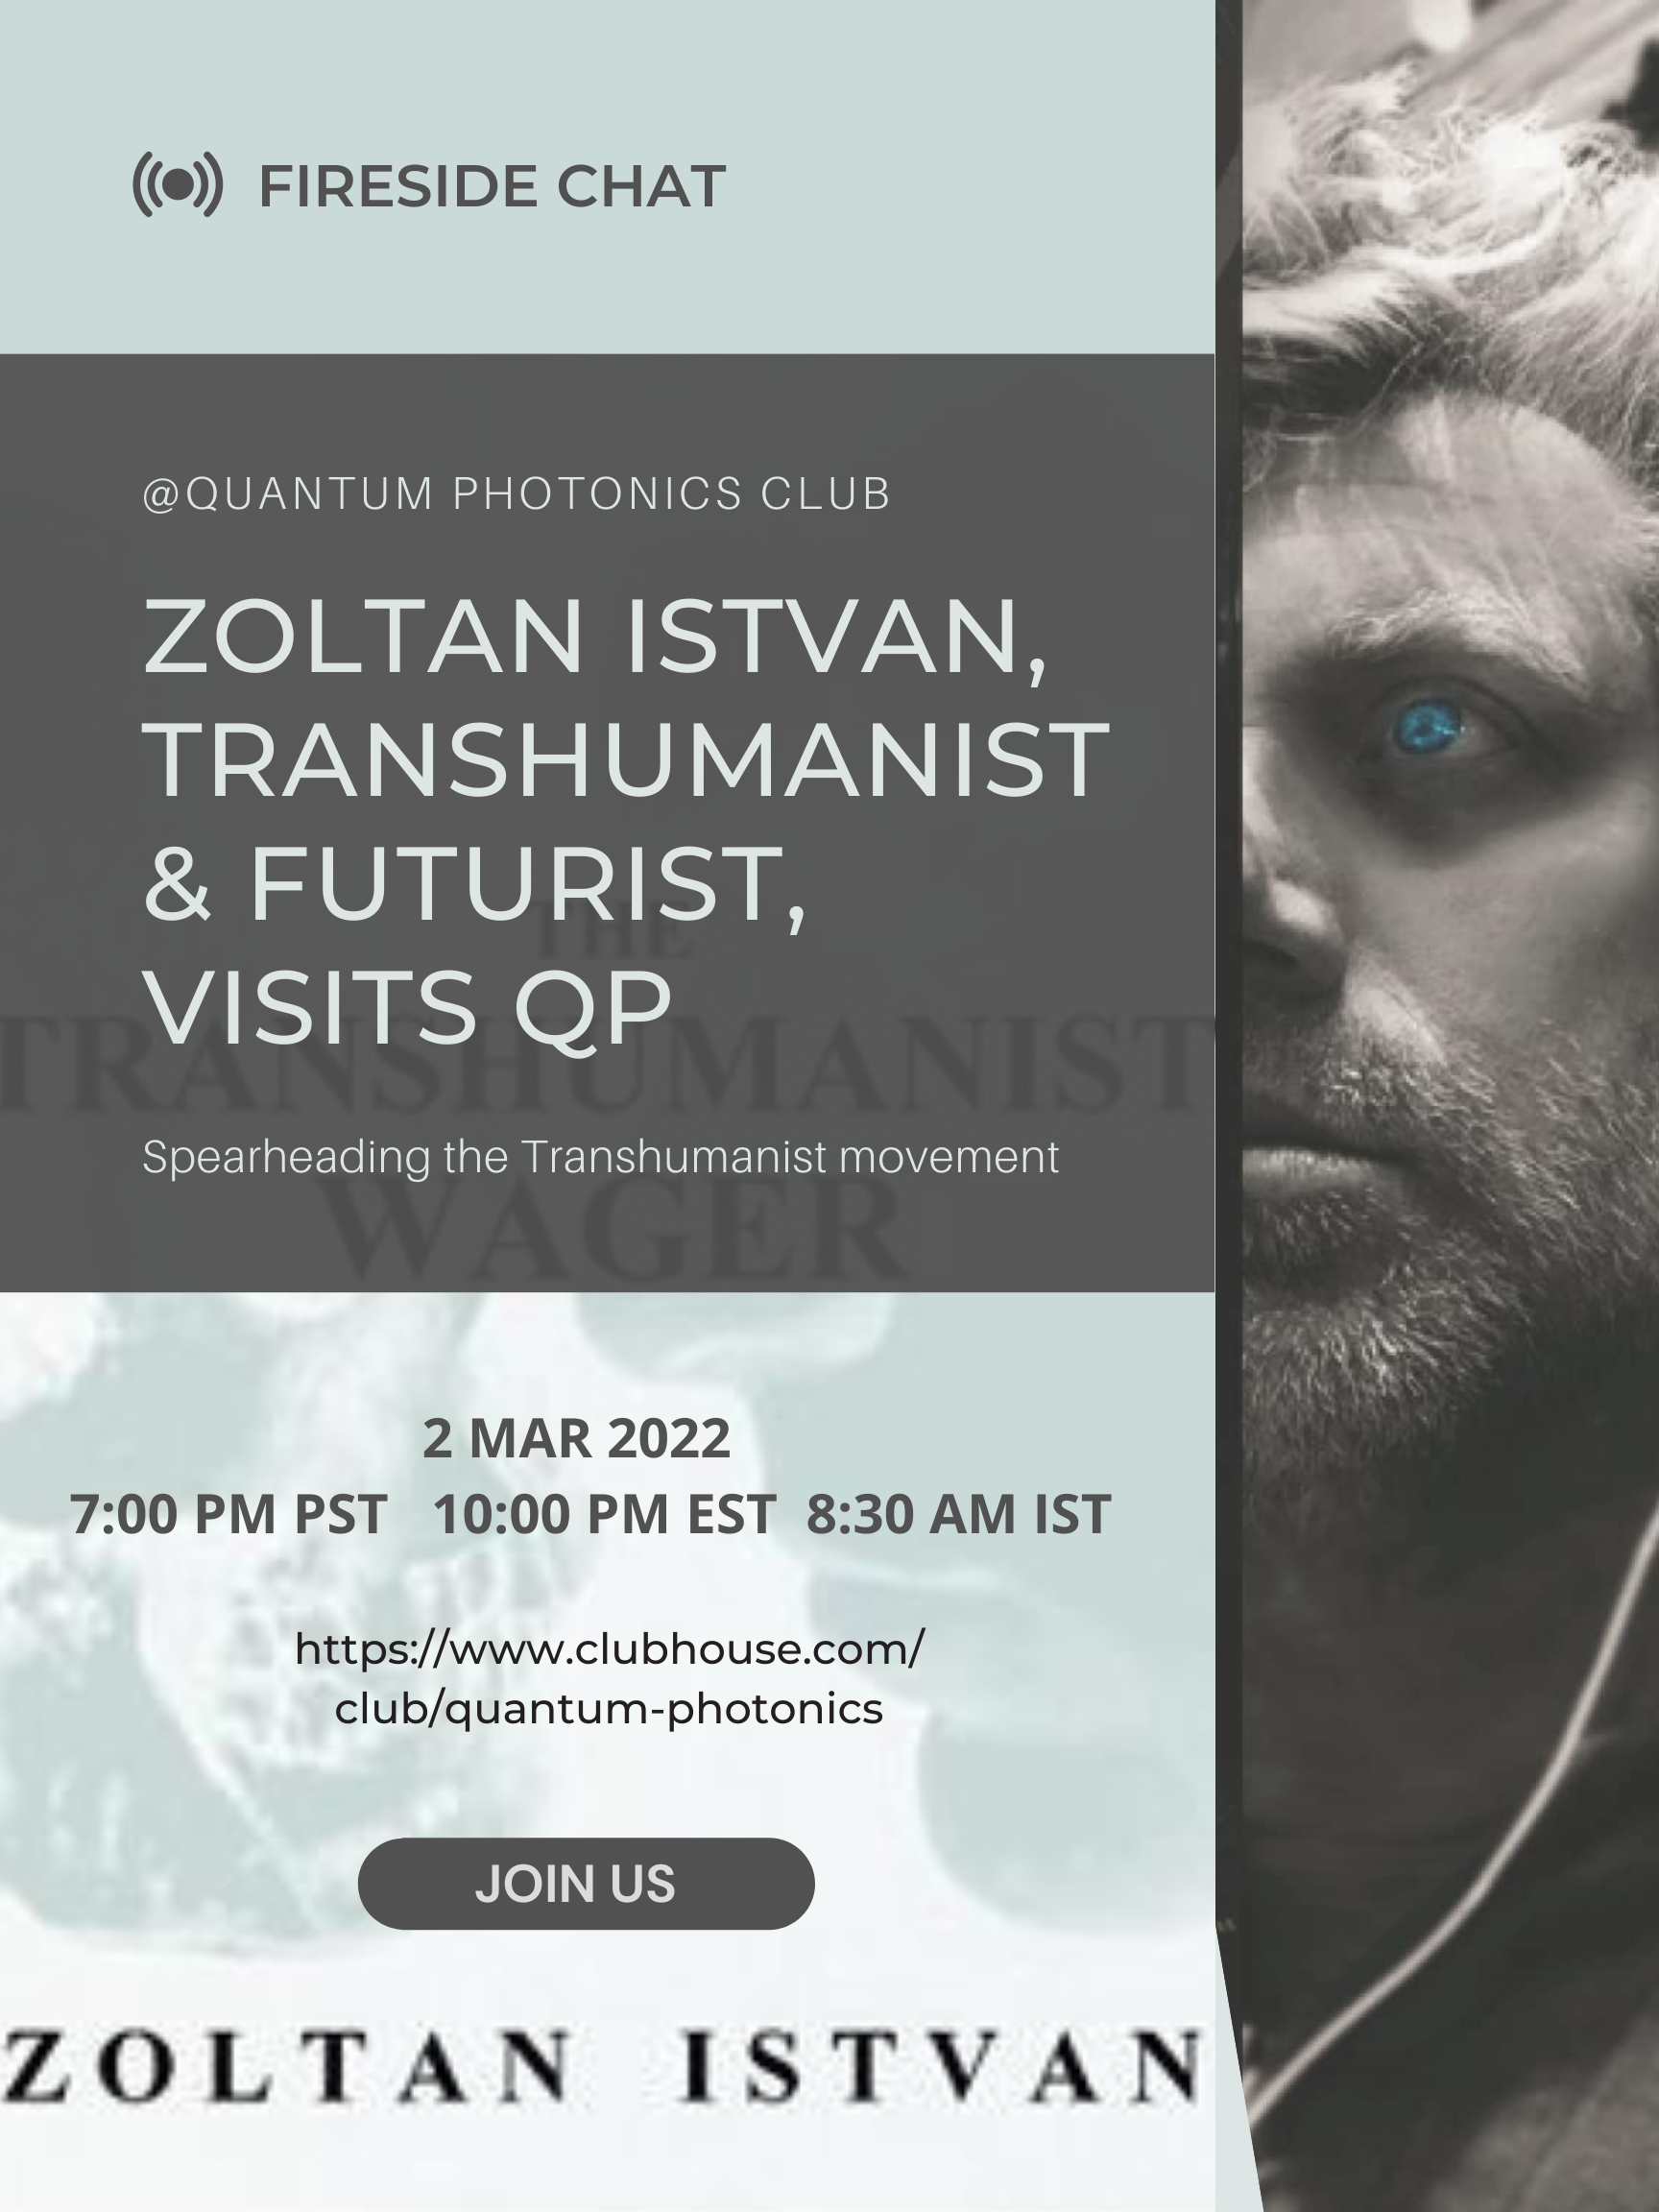 FIRESIDE CHAT
@QUANTUM PHOTONICS CLUB
ZOLTAN ISTVAN,
TRANSHUMANIST
& FUTURIST,
VISITS QP
THE
TRANSHUMANIST
Spearheading the Transhumanist movement
WAGER
2 MAR 2022
7:00 PM PST 10:00 PM EST 8:30 AM IST
https://www.clubhouse.com/
club/quantum-photonics
JOIN US
ZOLTAN ISTVAN